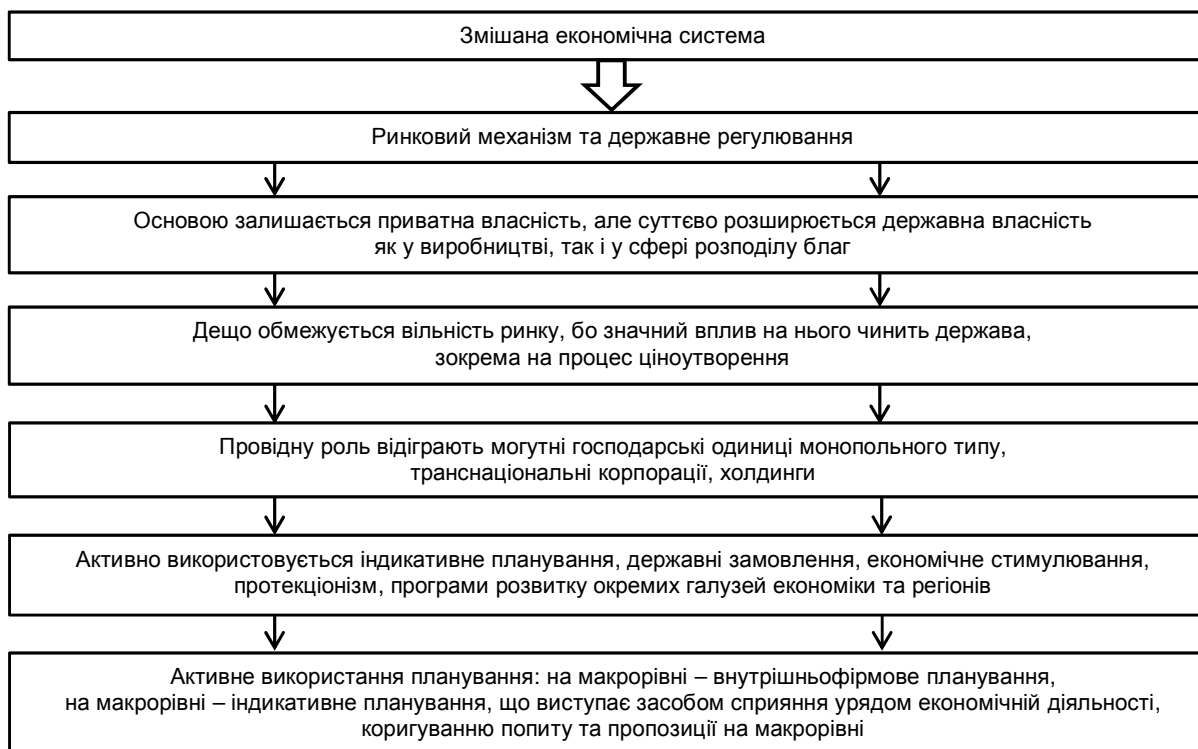 Змішана економічна система
Ринковий механізм та державне регулювання
Основою залишається приватна власність, але суттєво розширюється державна власність
як у виробництві, так і у сфері розподілу благ
Дещо обмежується вільність ринку, бо значний вплив на нього чинить держава,
зокрема на процес ціноутворення
Провідну роль відіграють могутні господарські одиниці монопольного типу,
транснаціональні корпорації, холдинги
Активно використовується індикативне планування, державні замовлення, економічне стимулювання,
протекціонізм, програми розвитку окремих галузей економіки та регіонів
Активне використання планування: на макрорівні – внутрішньофірмове планування,
на макрорівні – індикативне планування, що виступає засобом сприяння урядом економічній діяльності,
коригуванню попиту та пропозиції на макрорівні